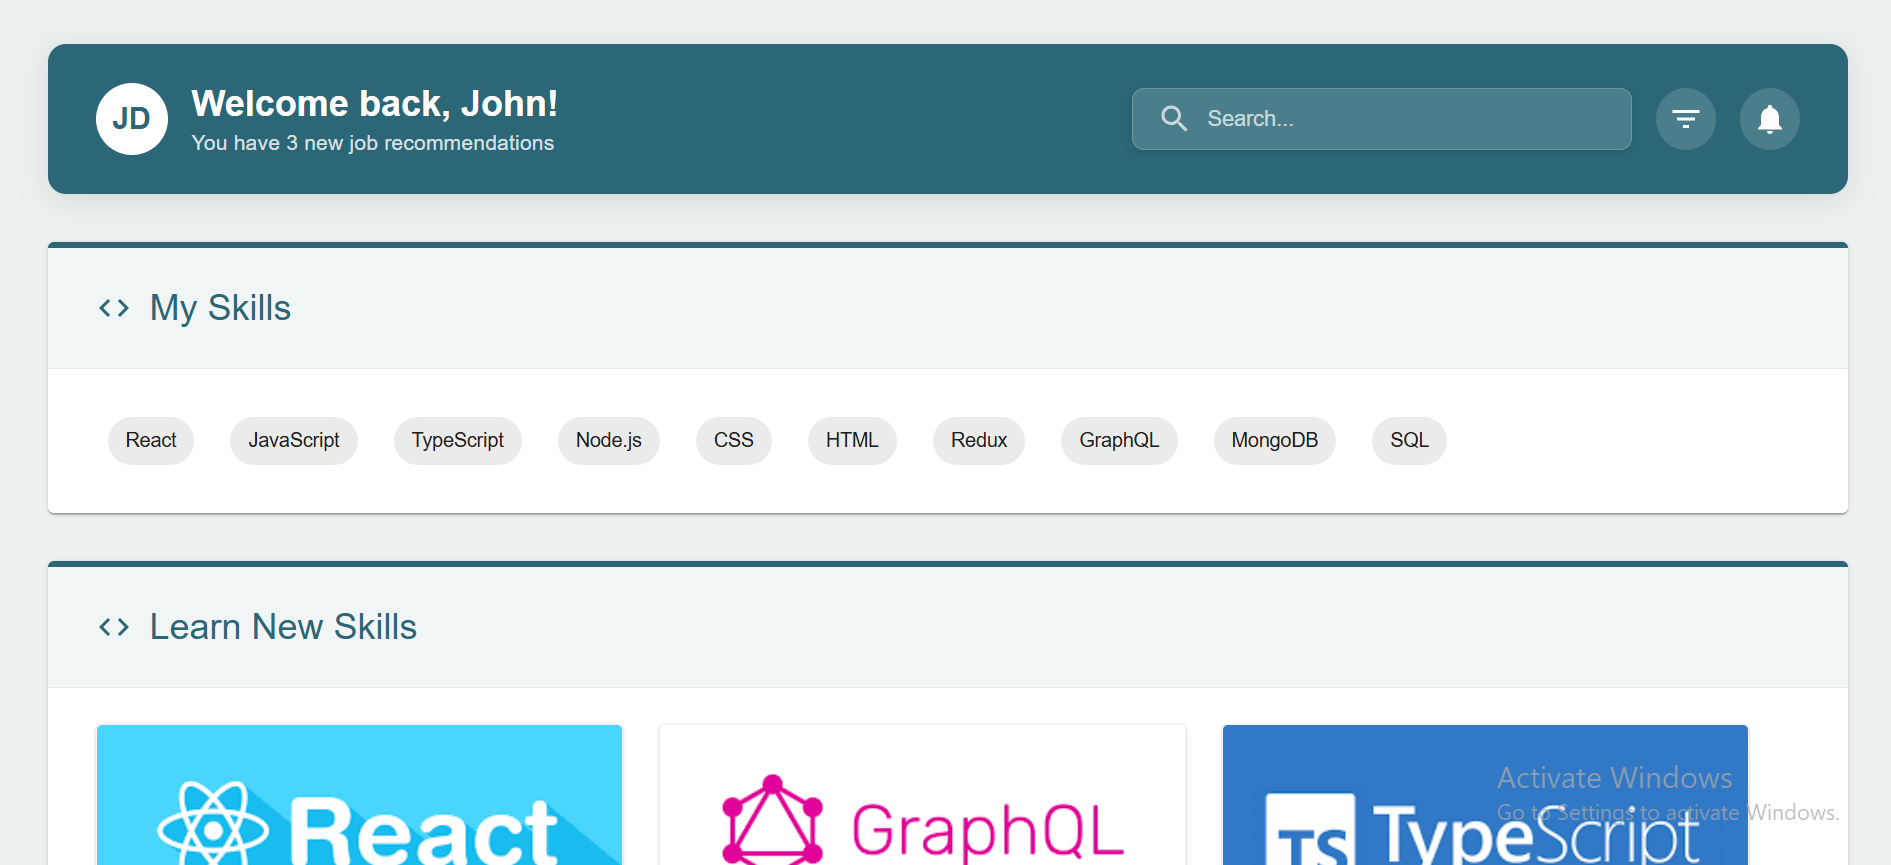 JD
Welcome back, John!
You have 3 new job recommendations
Search...
My Skills
React JavaScript TypeScript Node.js CSS HTML Redux GraphQL MongoDB SQL
Learn New Skills
React
GraphQL
TS TypeScript
Activate Windows
Go to Settings to activate Windows.